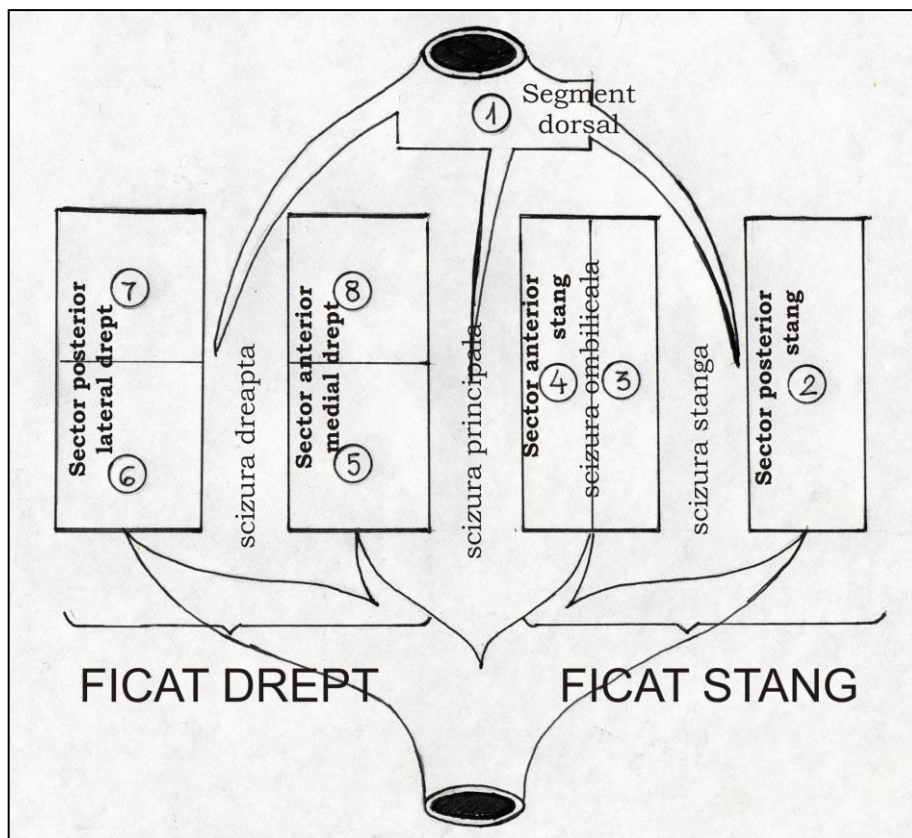 1
Segment
dorsal
Sector posterior
lateral drept
7
6
scizura dreapta
Sector anterior
medial drept
8
5
scizura principala
Sector anterior
stang
4
scizura ombilicala
3
scizura stanga
Sector posterior
stang
2
FICAT DREPT
FICAT STANG